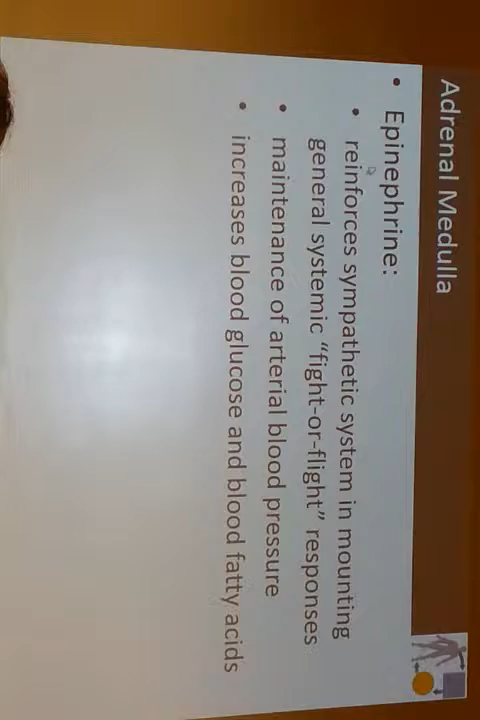 Adrenal Medulla
• Epinephrine:
• reinforces sympathetic system in mounting
general systemic "fight-or-flight" responses
• maintenance of arterial blood pressure
• increases blood glucose and blood fatty acids